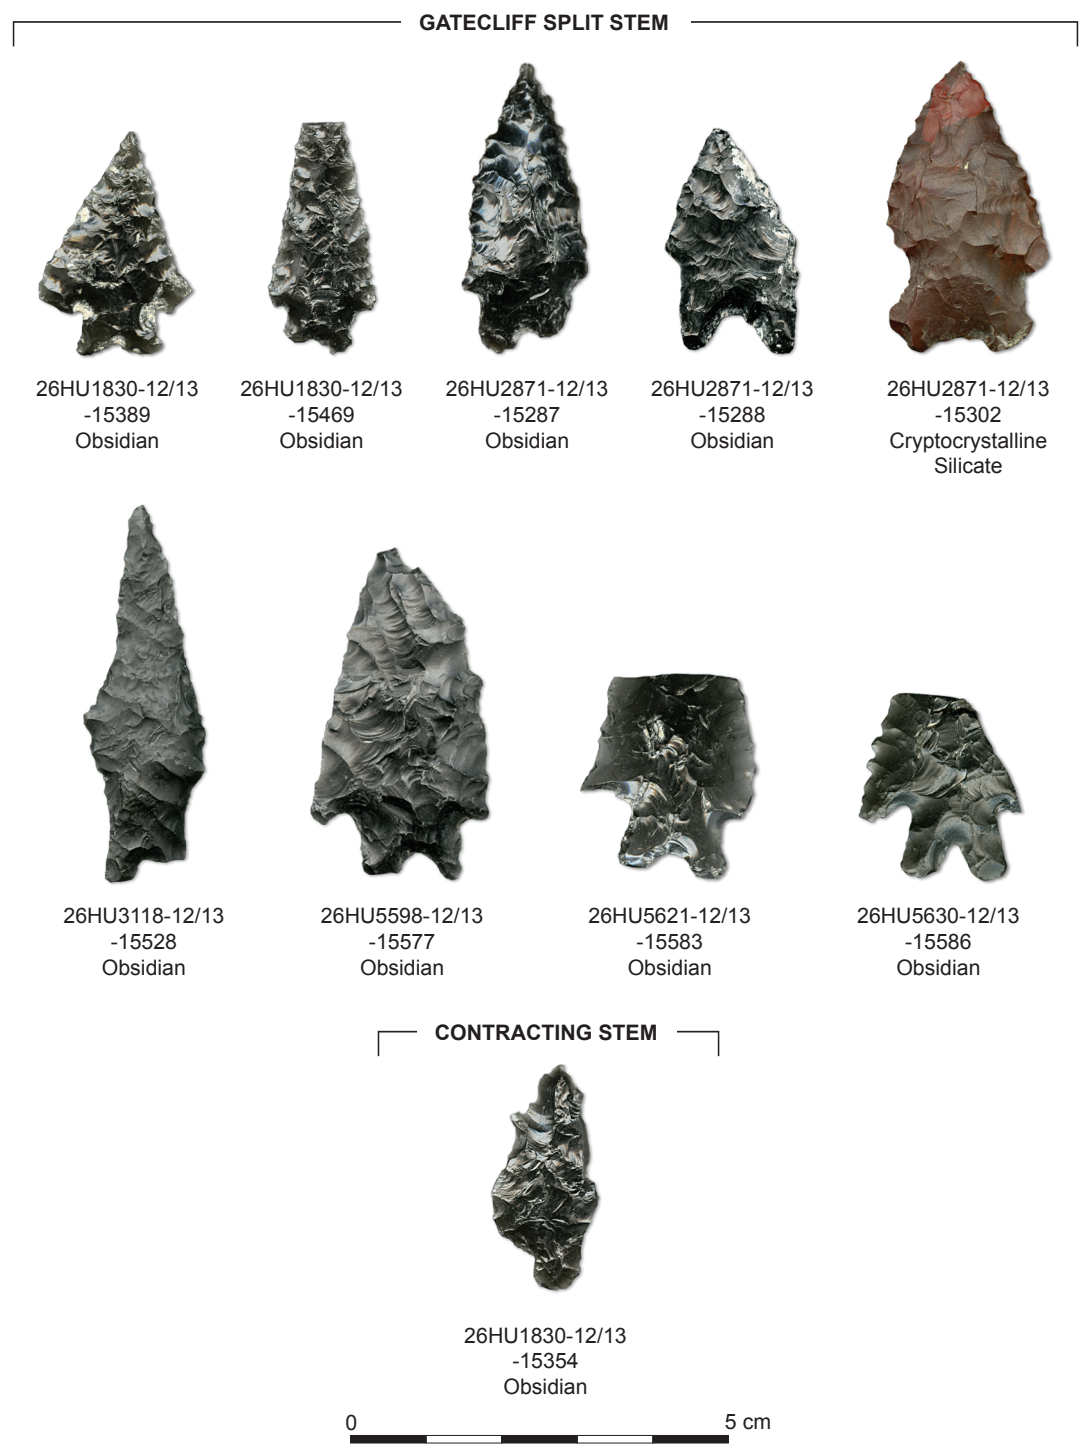 GATECLIFF SPLIT STEM
26HU1830-12/13
-15389
Obsidian
26HU1830-12/13
-15469
Obsidian
26HU2871-12/13
-15287
Obsidian
26HU2871-12/13
-15288
Obsidian
26HU2871-12/13
-15302
Cryptocrystalline
Silicate
26HU3118-12/13
-15528
Obsidian
26HU5598-12/13
-15577
Obsidian
26HU5621-12/13
-15583
Obsidian
26HU5630-12/13
-15586
Obsidian
CONTRACTING STEM
26HU1830-12/13
-15354
Obsidian
0 5 cm